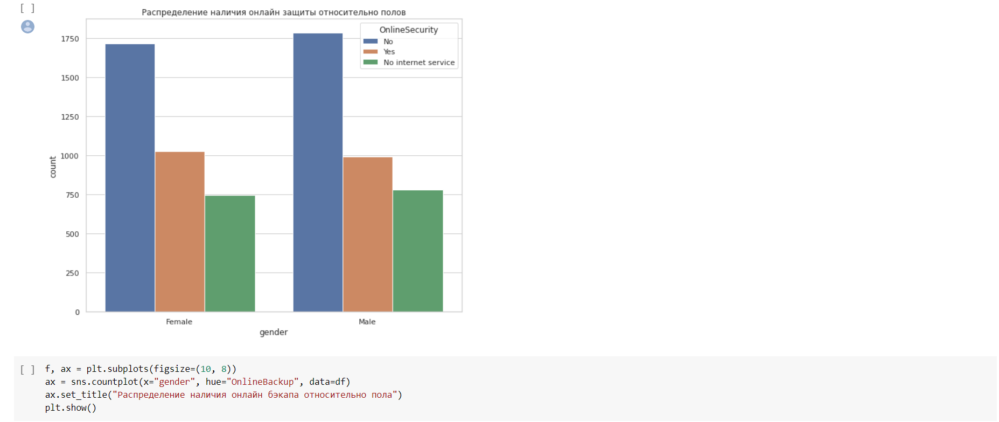 [ ]
Распределение наличия онлайн защиты относительно полов
OnlineSecurity
No
Yes
No internet service
1750
1500
1250
1000
750
500
250
0
count
Female
Male
gender
[ ] f, ax = plt.subplots(figsize=(10, 8))
ax = sns.countplot(x="gender", hue="OnlineBackup", data=df)
ax.set_title("Распределение наличия онлайн бэкапа относительно пола")
plt.show()